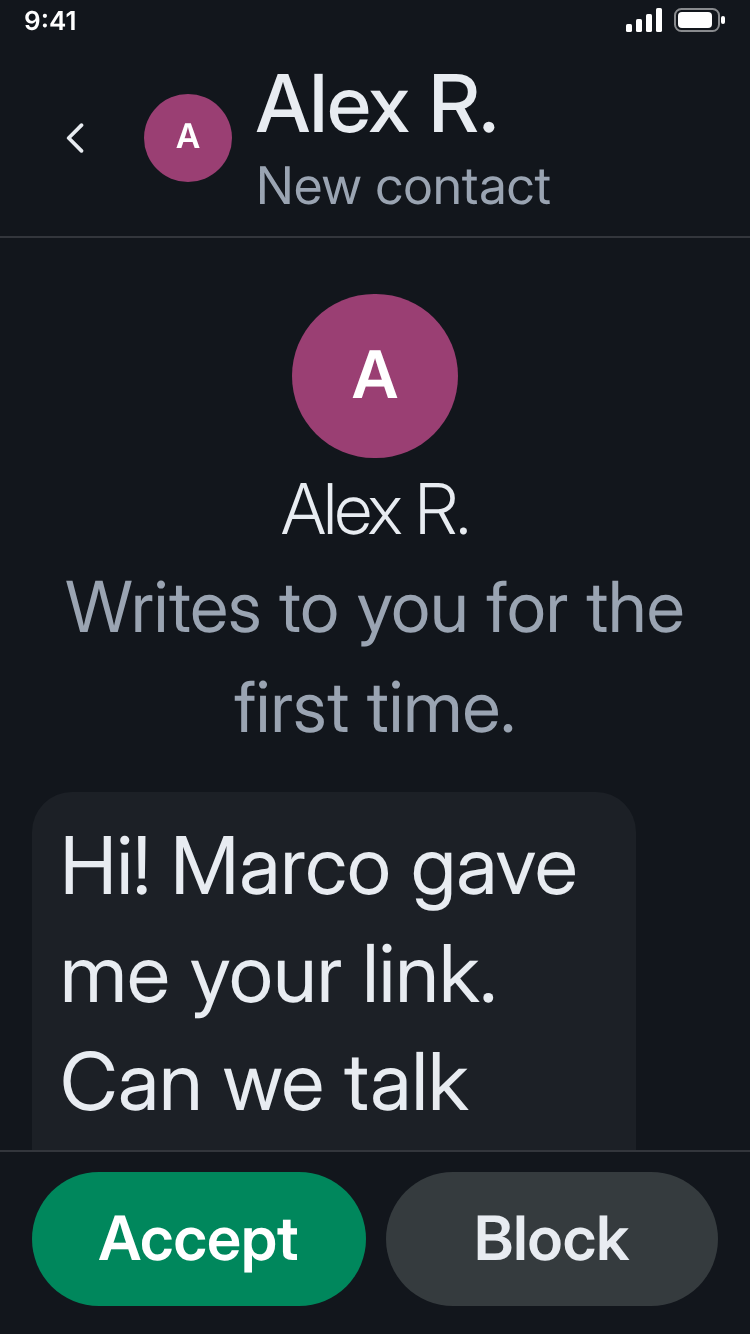 9:41
A
Alex R.
New contact
A
Alex R.
Writes to you for the
first time.
Hi! Marco gave
me your link.
Can we talk
Accept
Block